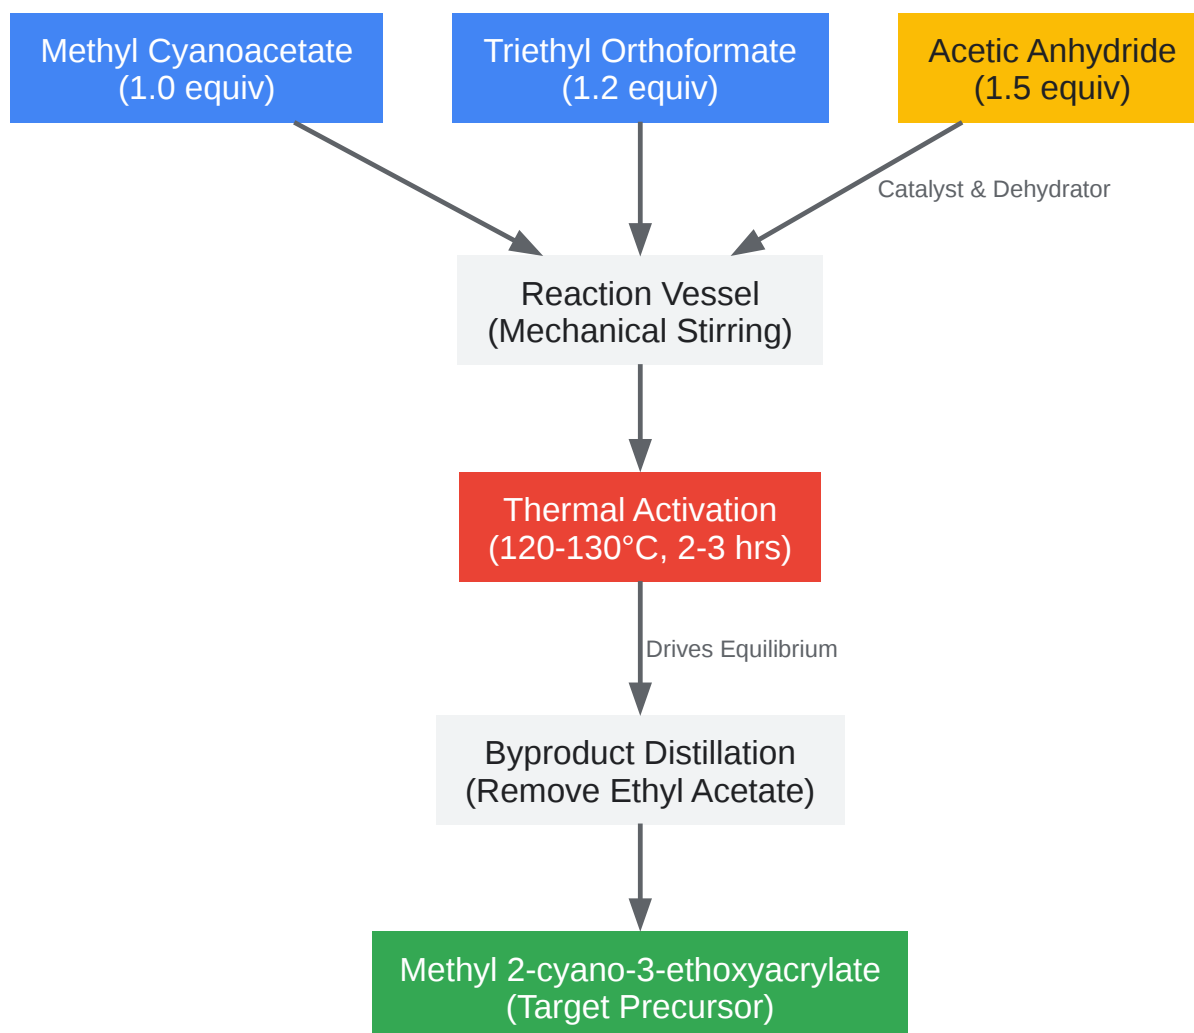 Methyl Cyanoacetate
(1.0 equiv)
Triethyl Orthoformate
(1.2 equiv)
Acetic Anhydride
(1.5 equiv)
Catalyst & Dehydrator
Reaction Vessel
(Mechanical Stirring)
Thermal Activation
(120-130°C, 2-3 hrs)
Drives Equilibrium
Byproduct Distillation
(Remove Ethyl Acetate)
Methyl 2-cyano-3-ethoxyacrylate
(Target Precursor)